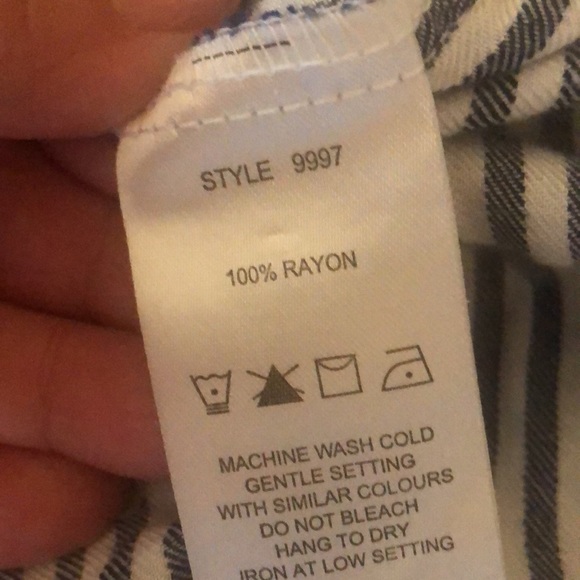 STYLE 9997
100% RAYON
MACHINE WASH COLD
GENTLE SETTING
WITH SIMILAR COLOURS
DO NOT BLEACH
HANG TO DRY
IRON AT LOW SETTING